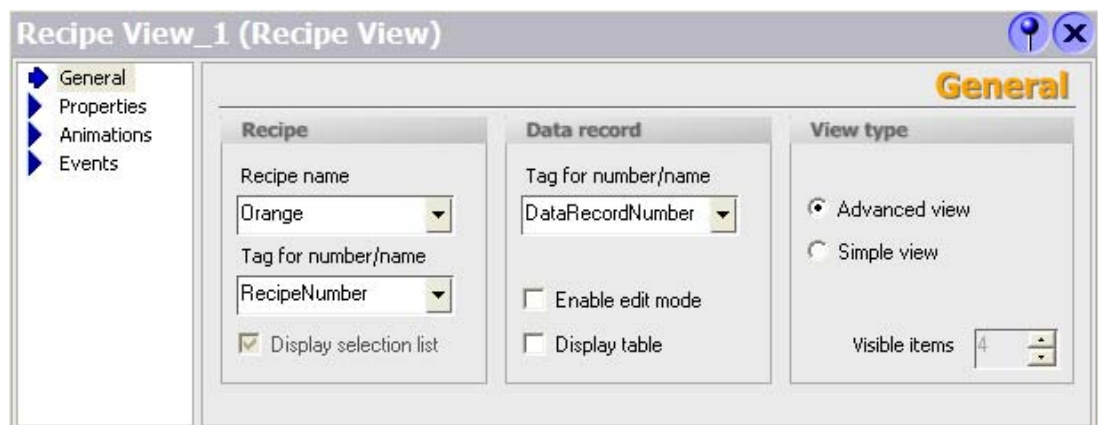 Recipe View_1 (Recipe View)
General
Properties
Animations
Events
General
Recipe
Recipe name
Orange
Tag for number/name
RecipeNumber
Display selection list
Data record
Tag for number/name
DataRecordNumber
Enable edit mode
Display table
View type
Advanced view
Simple view
Visible items 4